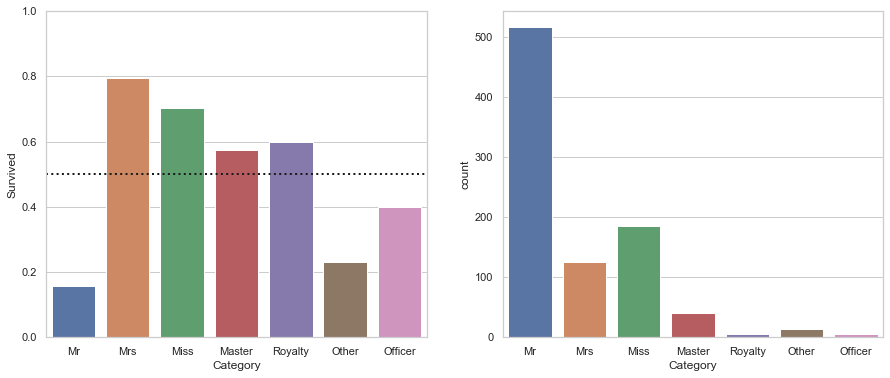 1.0
0.8
0.6
0.4
0.2
0.0
Survived
Mr Mrs Miss Master Royalty Other Officer
Category
500
400
300
200
100
0
count
Mr Mrs Miss Master Royalty Other Officer
Category